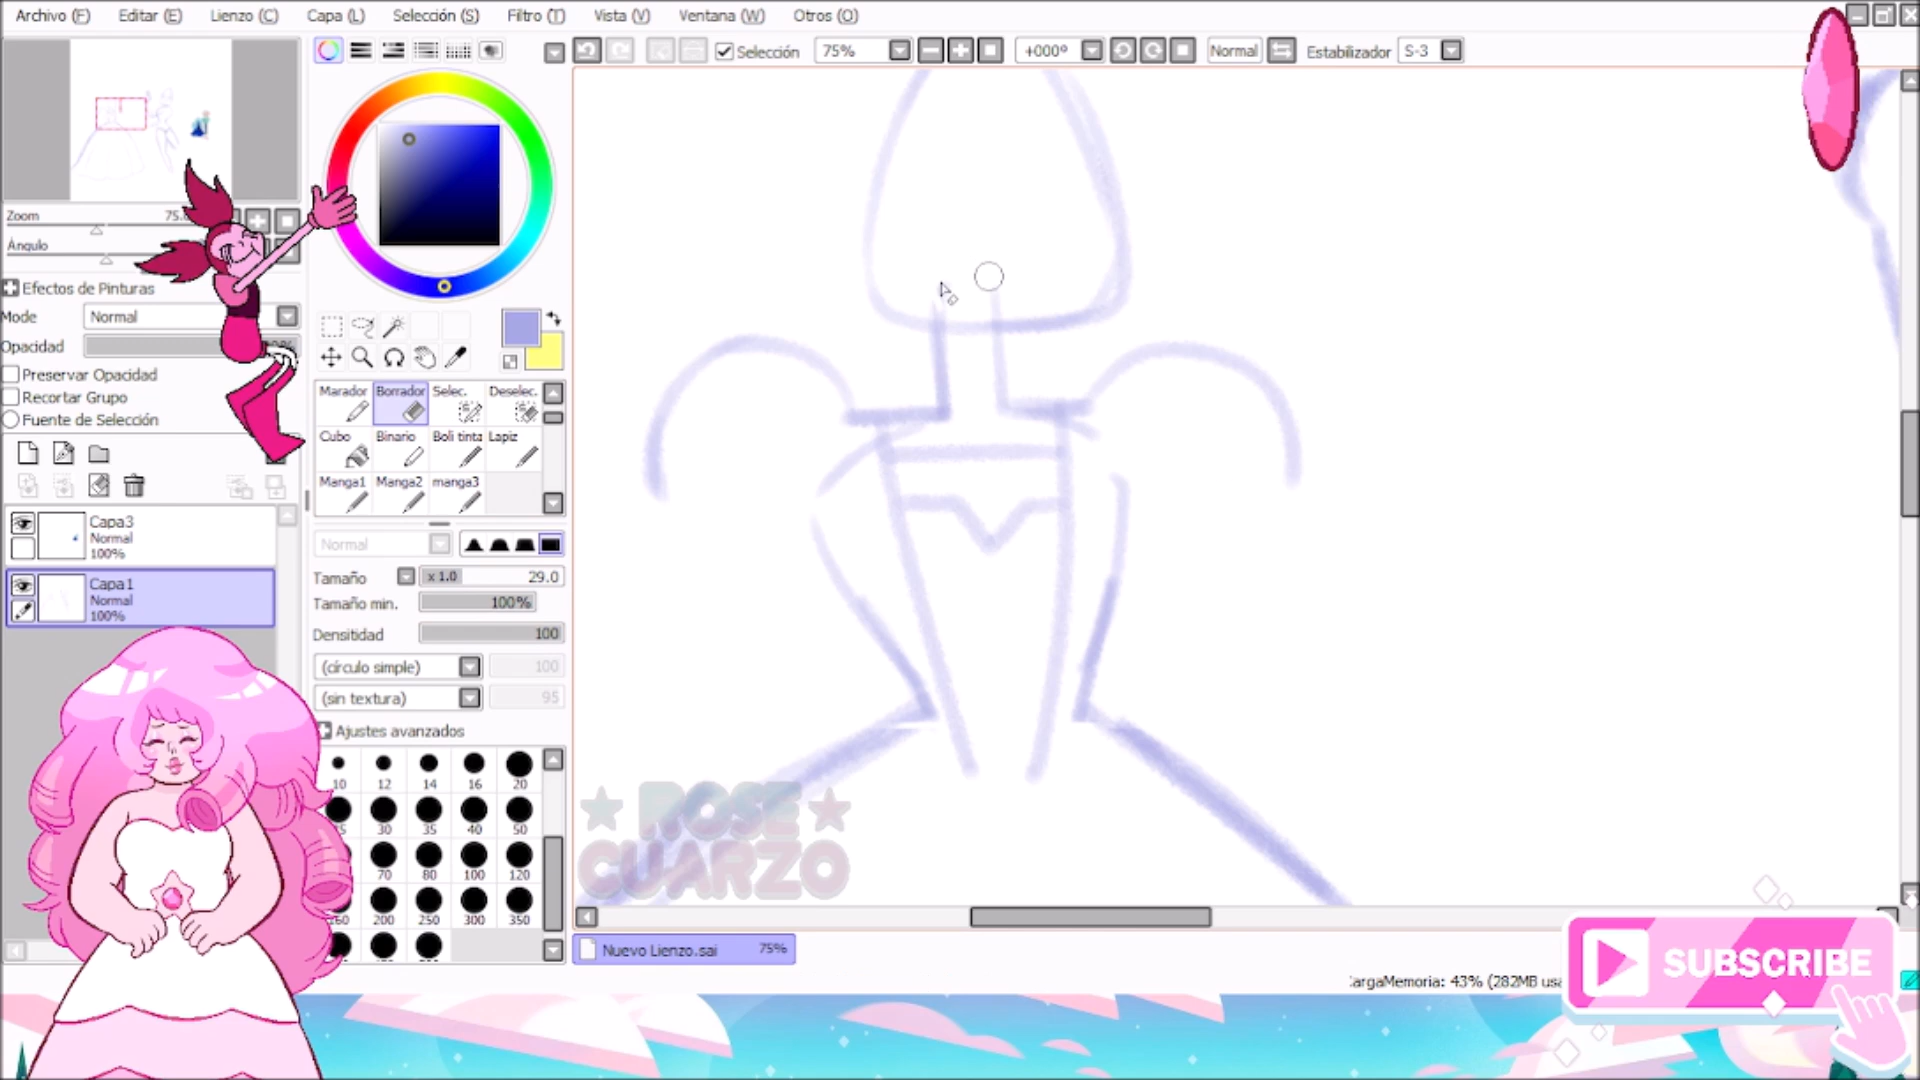 Archivo (F) Editar (E) Lienzo (C) Capa (L) Selección (S) Filtro (T) Vista (V) Ventana (W) Otros (O)
Selección 75% +000º Normal Estabilizador S-3
Zoom 75.
Ángulo
Efectos de Pinturas
Mode Normal
Opacidad
Preservar Opacidad
Recortar Grupo
Fuente de Selección
Capa3
Normal
100%
Capa1
Normal
100%
Marador Borrador Selec. Deselec.
Cubo Binario Boli tinta Lapiz
Manga1 Manga2 manga3
Normal
Tamaño x 1.0 29.0
Tamaño min. 100%
Densitidad 100
(círculo simple) 100
(sin textura) 95
Ajustes avanzados
10 12 14 16 20
30 35 40 50
70 80 100 120
200 250 300 350
ROSE
CUARZO
Nuevo Lienzo.sai 75%
argaMemoria: 43% (282MB usa
SUBSCRIBE